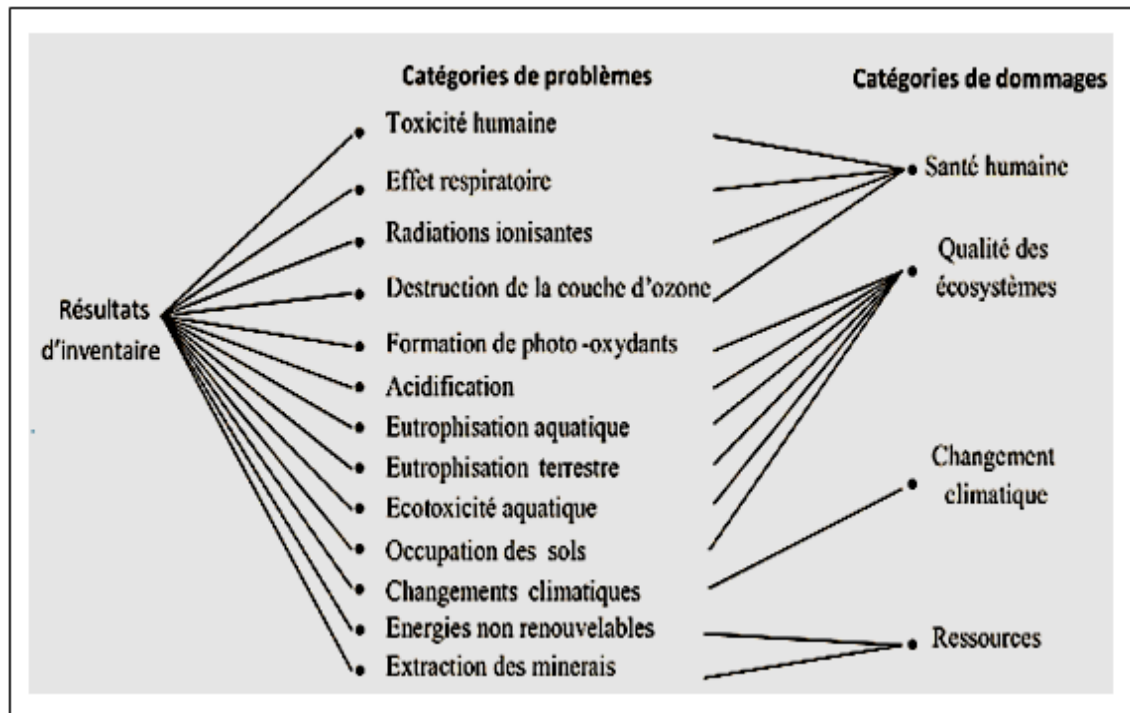 Catégories de problèmes
Catégories de dommages
Toxicité humaine
Effet respiratoire
Radiations ionisantes
Destruction de la couche d'ozone
Formation de photo -oxydants
Acidification
Eutrophisation aquatique
Eutrophisation terrestre
Ecotoxicité aquatique
Occupation des sols
Changements climatiques
Energies non renouvelables
Extraction des minerais
Résultats
d'inventaire
Santé humaine
Qualité des
écosystèmes
Changement
climatique
Ressources